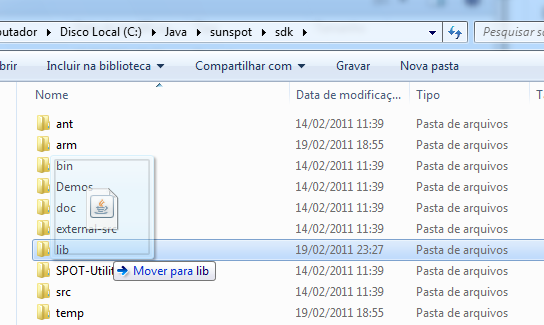 putador ▸ Disco Local (C:) ▸ Java ▸ sunspot ▸ sdk ▸ Pesquisar s
brir Incluir na biblioteca ▼ Compartilhar com ▼ Gravar Nova pasta
Nome Data de modificaç... Tipo Ta
ant 14/02/2011 11:39 Pasta de arquivos
arm 19/02/2011 18:55 Pasta de arquivos
bin 14/02/2011 11:39 Pasta de arquivos
Demos 14/02/2011 11:39 Pasta de arquivos
doc 14/02/2011 11:39 Pasta de arquivos
external-src 14/02/2011 11:39 Pasta de arquivos
lib 19/02/2011 23:27 Pasta de arquivos
SPOT-Utilit 14/02/2011 11:39 Pasta de arquivos
Mover para lib
src 14/02/2011 11:39 Pasta de arquivos
temp 19/02/2011 18:55 Pasta de arquivos